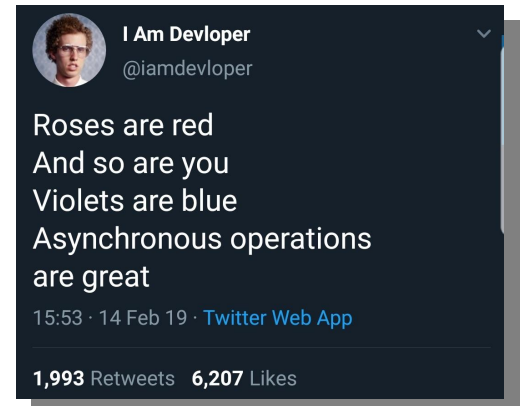 I Am Devloper
@iamdevloper
Roses are red
And so are you
Violets are blue
Asynchronous operations
are great
15:53 · 14 Feb 19 · Twitter Web App
1,993 Retweets 6,207 Likes